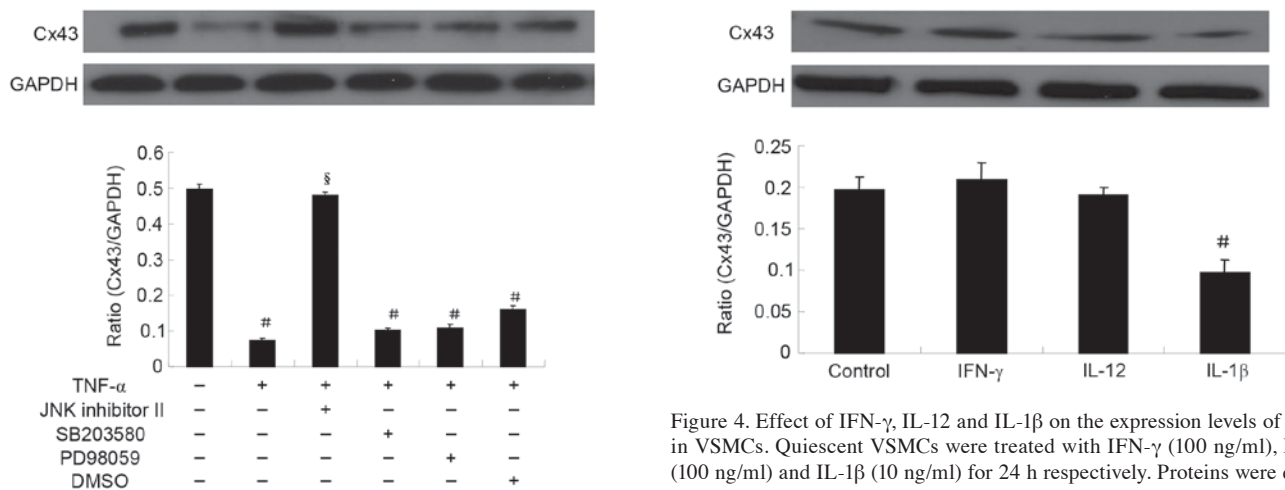 Cx43
GAPDH
Ratio (Cx43/GAPDH)
0.6
0.5
0.4
0.3
0.2
0.1
0
#
§
#
#
#
TNF-α − + + + + +
JNK inhibitor II − − + − − −
SB203580 − − − + − −
PD98059 − − − − + −
DMSO − − − − − +
Cx43
GAPDH
Ratio (Cx43/GAPDH)
0.25
0.2
0.15
0.1
0.05
0
#
Control IFN-γ IL-12 IL-1β
Figure 4. Effect of IFN-γ, IL-12 and IL-1β on the expression levels of
in VSMCs. Quiescent VSMCs were treated with IFN-γ (100 ng/ml),
(100 ng/ml) and IL-1β (10 ng/ml) for 24 h respectively. Proteins were